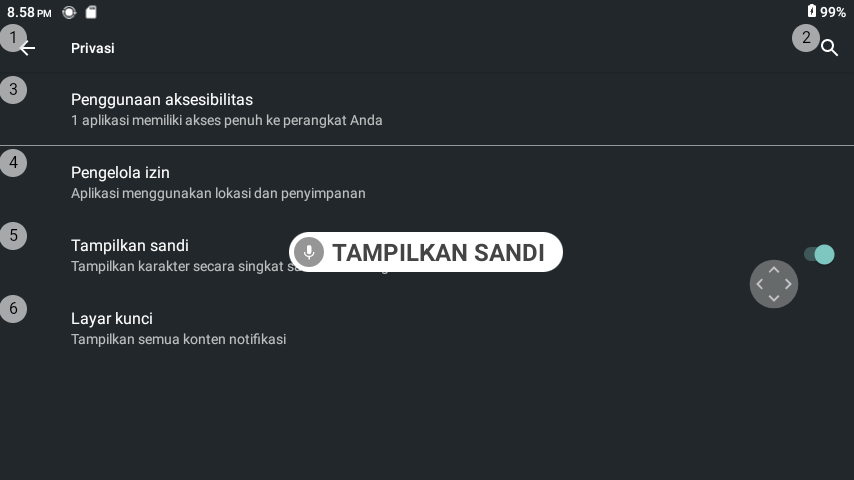 8.58 PM
99%
1
Privasi
2
3
Penggunaan aksesibilitas
1 aplikasi memiliki akses penuh ke perangkat Anda
4
Pengelola izin
Aplikasi menggunakan lokasi dan penyimpanan
5
Tampilkan sandi
TAMPILKAN SANDI
Tampilkan karakter secara singkat
6
Layar kunci
Tampilkan semua konten notifikasi